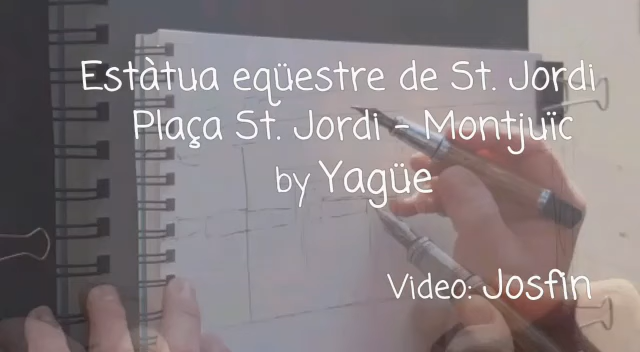 Estàtua eqüestre de St. Jordi
Plaça St. Jordi - Montjuïc
by Yagüe
Video: Josfin